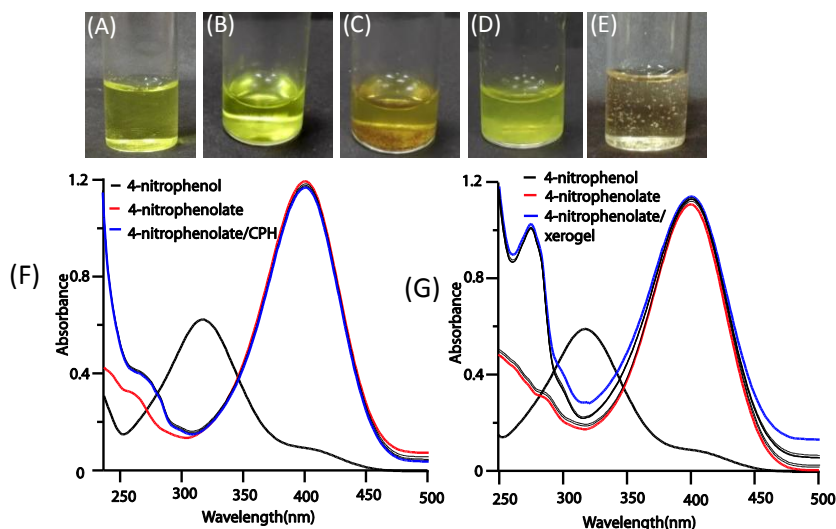 (A)
(B)
(C)
(D)
(E)
(F)
1.2
0.8
0.4
0
Absorbance
4-nitrophenol
4-nitrophenolate
4-nitrophenolate/CPH
250
300
350
400
450
500
Wavelength(nm)
(G)
1.2
0.8
0.4
0
Absorbance
4-nitrophenol
4-nitrophenolate
4-nitrophenolate/
xerogel
250
300
350
400
450
500
Wavelength(nm)